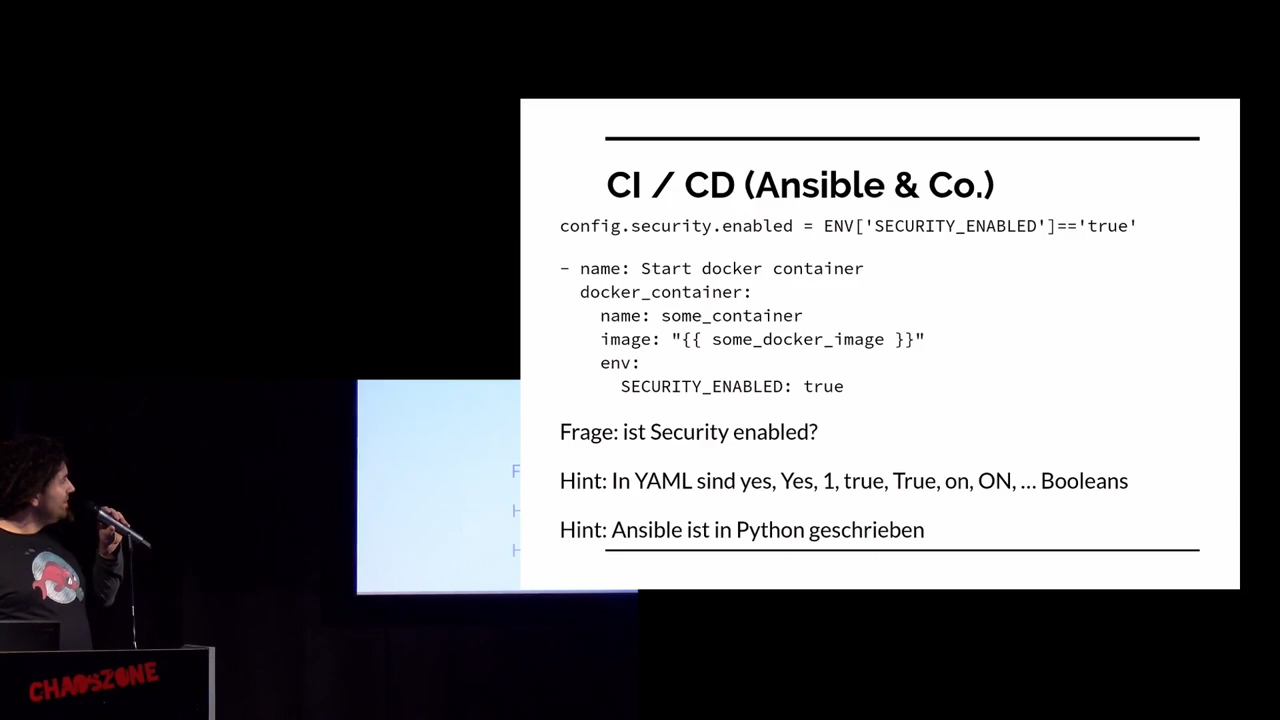 CI / CD (Ansible & Co.)
config.security.enabled = ENV['SECURITY_ENABLED']=='true'
- name: Start docker container
docker_container:
name: some_container
image: "{{ some_docker_image }}"
env:
SECURITY_ENABLED: true
Frage: ist Security enabled?
Hint: In YAML sind yes, Yes, 1, true, True, on, ON, ... Booleans
Hint: Ansible ist in Python geschrieben
F
H
H
CHAOSZONE